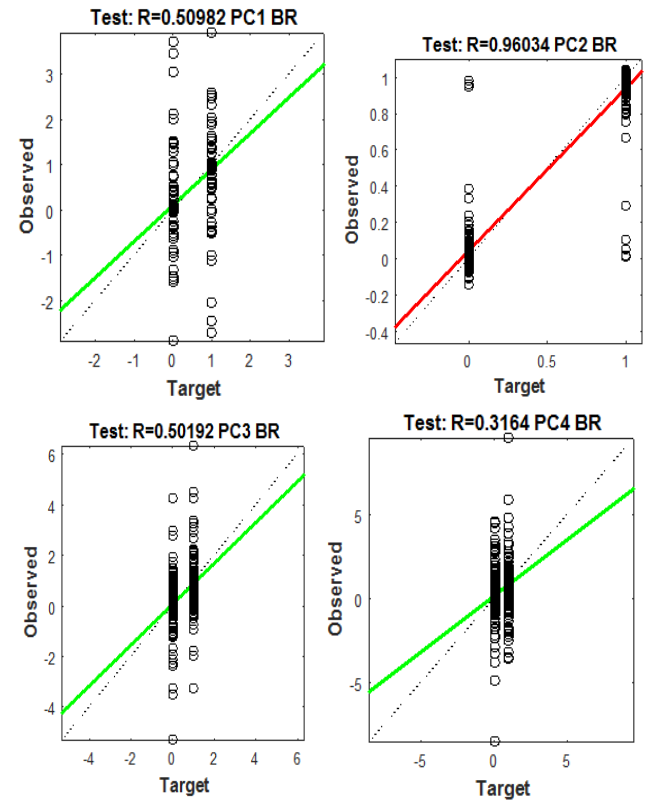 Test: R=0.50982 PC1 BR
3
2
1
0
-1
-2
Observed
-2 -1 0 1 2 3
Target
Test: R=0.96034 PC2 BR
1
0.8
0.6
0.4
0.2
0
-0.2
-0.4
Observed
0 0.5 1
Target
Test: R=0.50192 PC3 BR
6
4
2
0
-2
-4
Observed
-4 -2 0 2 4 6
Target
Test: R=0.3164 PC4 BR
5
0
-5
Observed
-5 0 5
Target